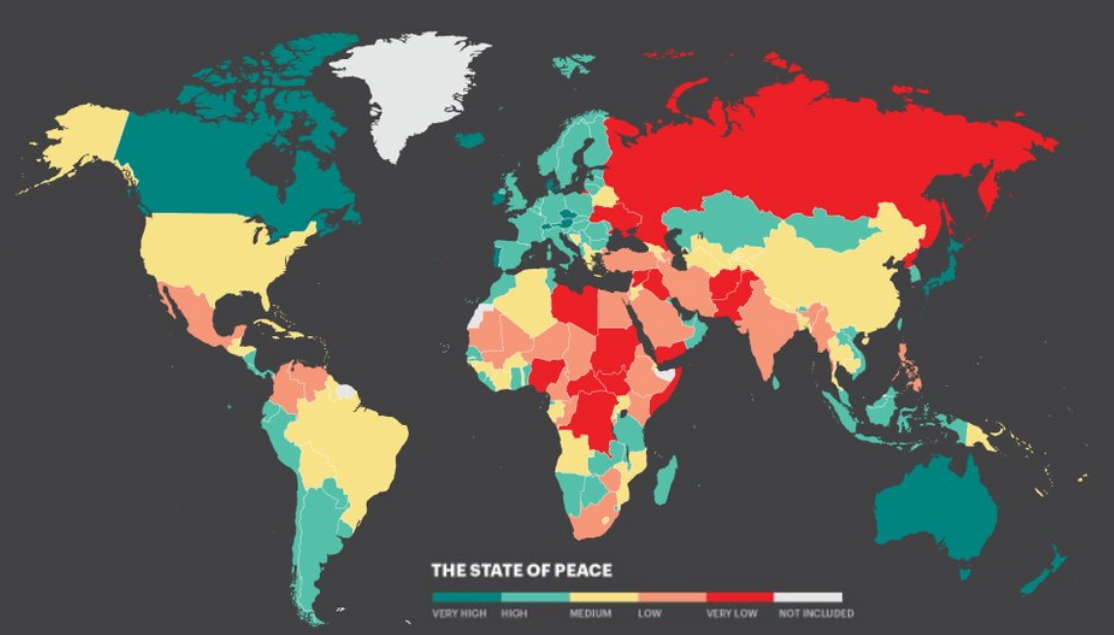 THE STATE OF PEACE
VERY HIGH HIGH MEDIUM LOW VERY LOW NOT INCLUDED